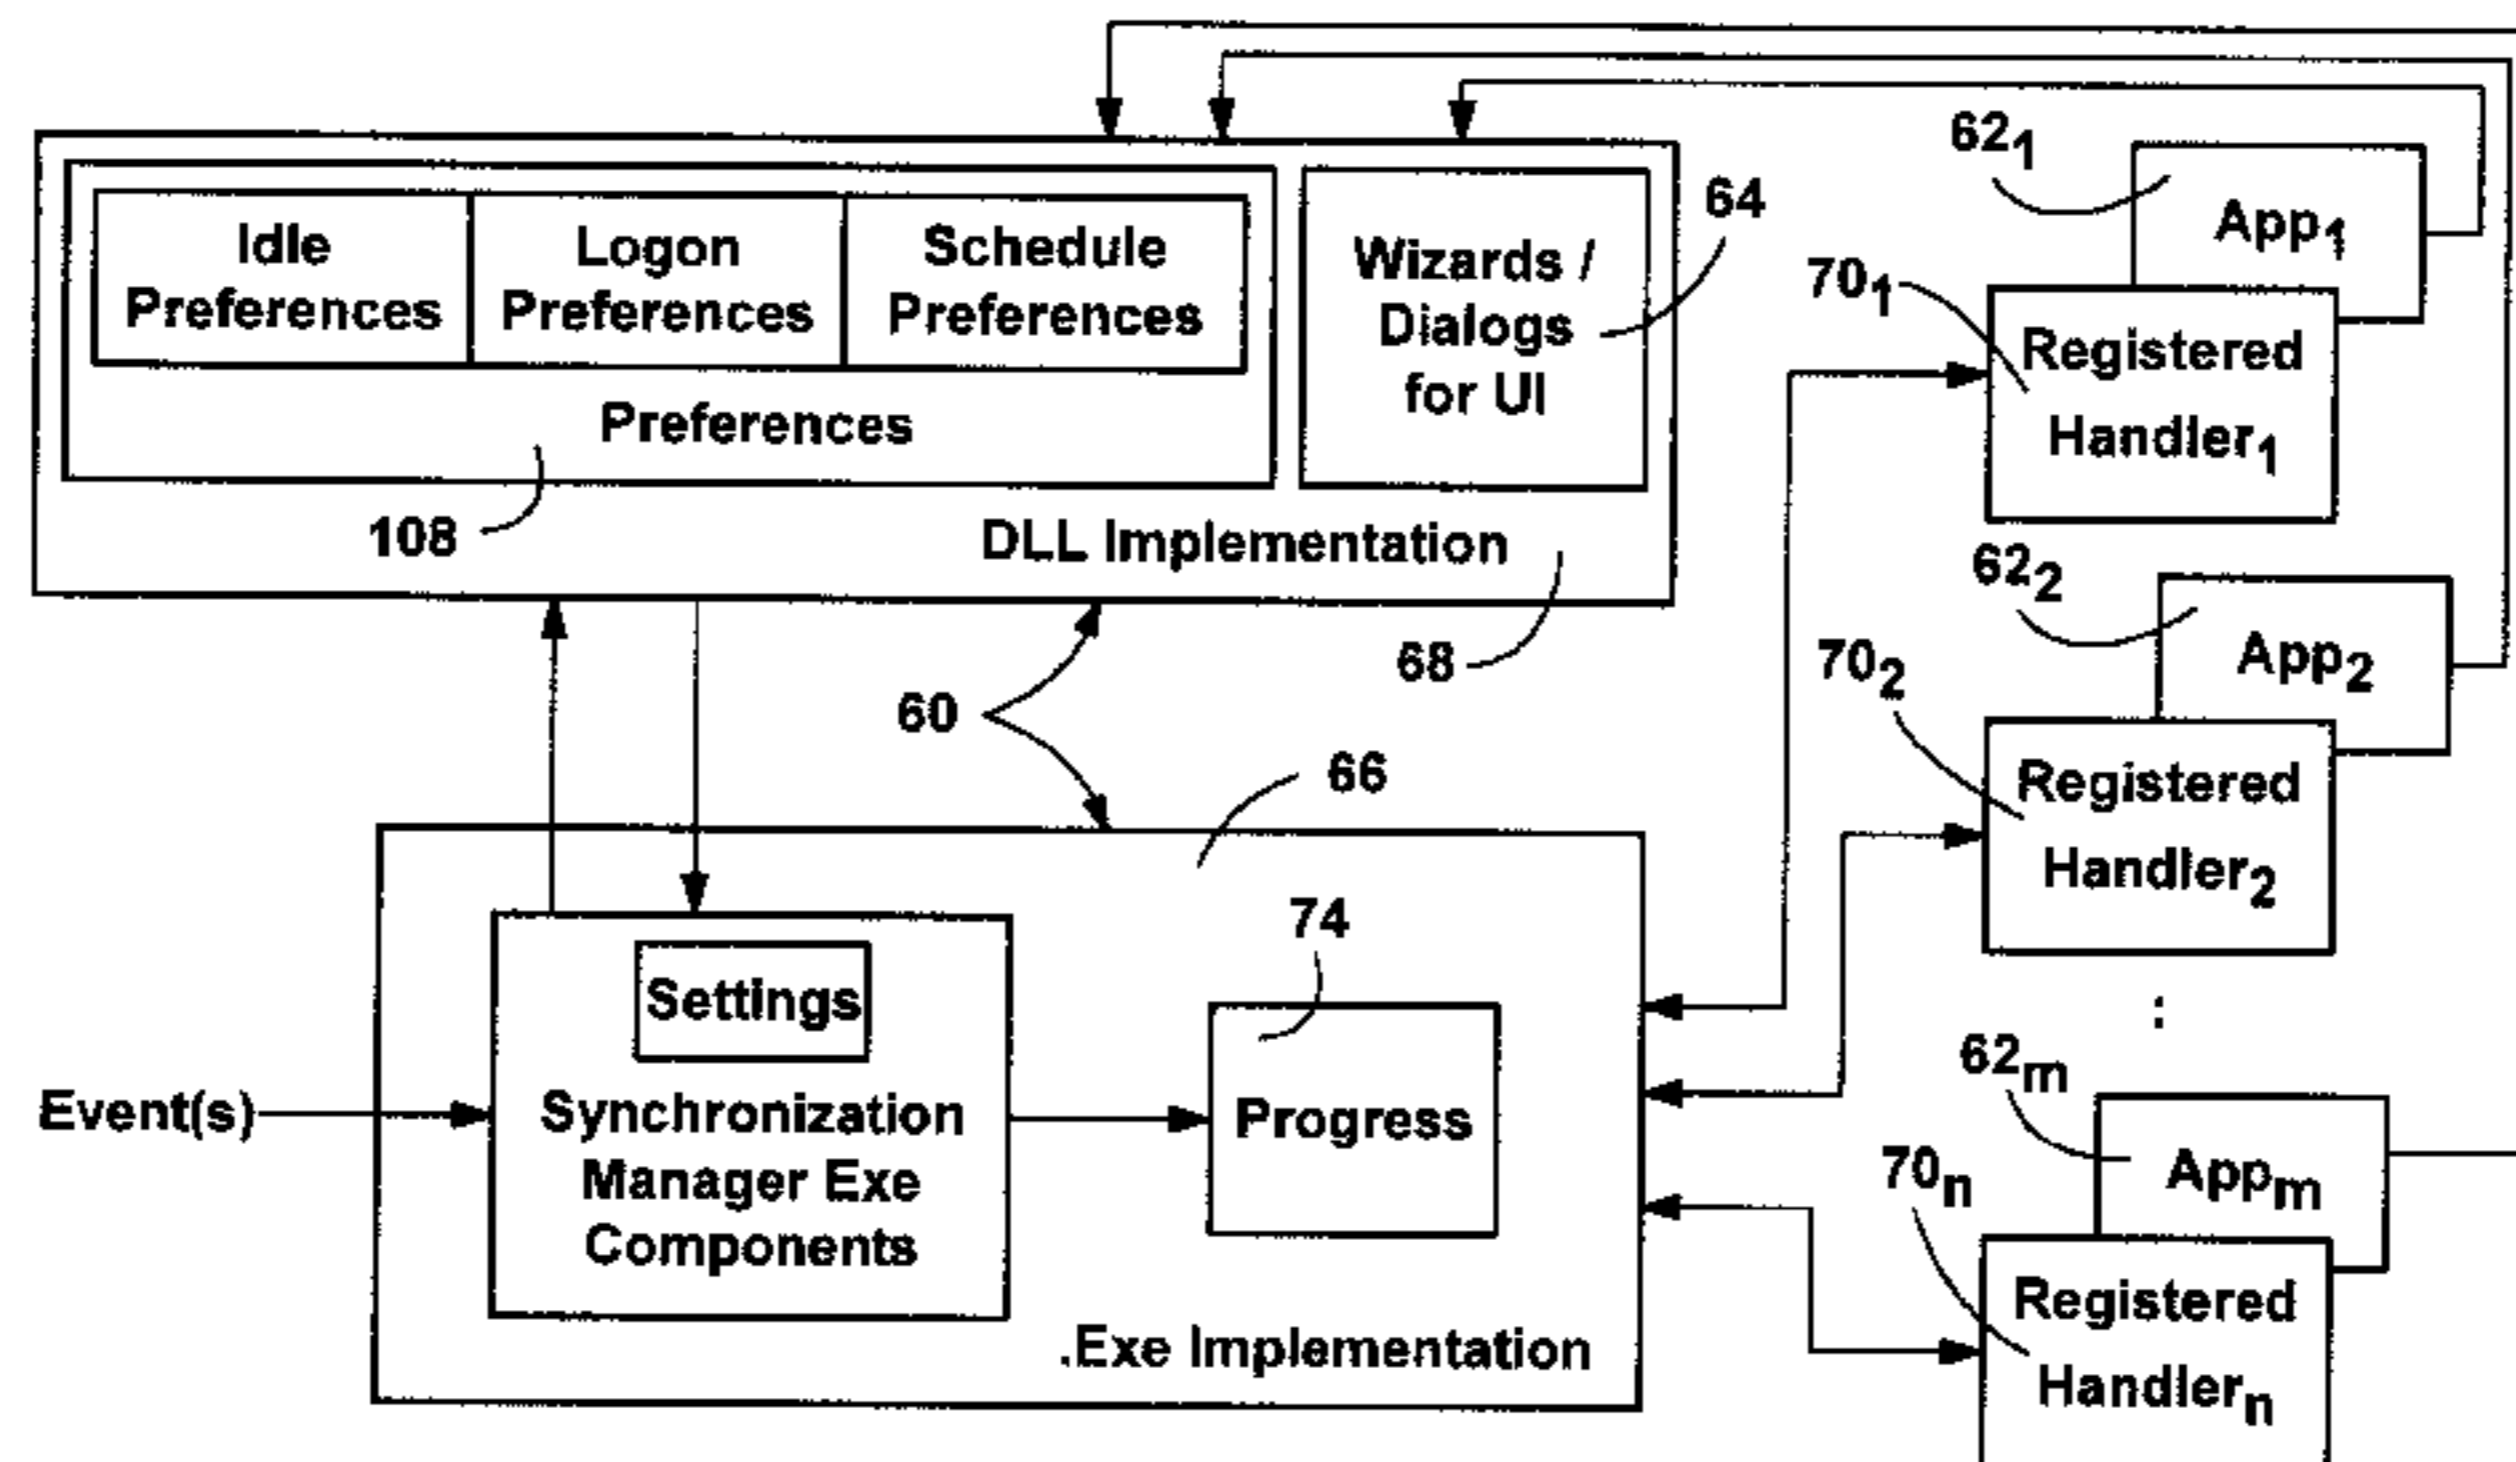 Idle
Preferences
Logon
Preferences
Schedule
Preferences
Preferences
108
Wizards /
Dialogs
for UI
64
DLL Implementation
68
60
66
Event(s)
Settings
Synchronization
Manager Exe
Components
74
Progress
.Exe Implementation
62₁
App₁
70₁
Registered
Handler₁
62₂
App₂
70₂
Registered
Handler₂
:
62ₘ
Appₘ
70ₙ
Registered
Handlerₙ